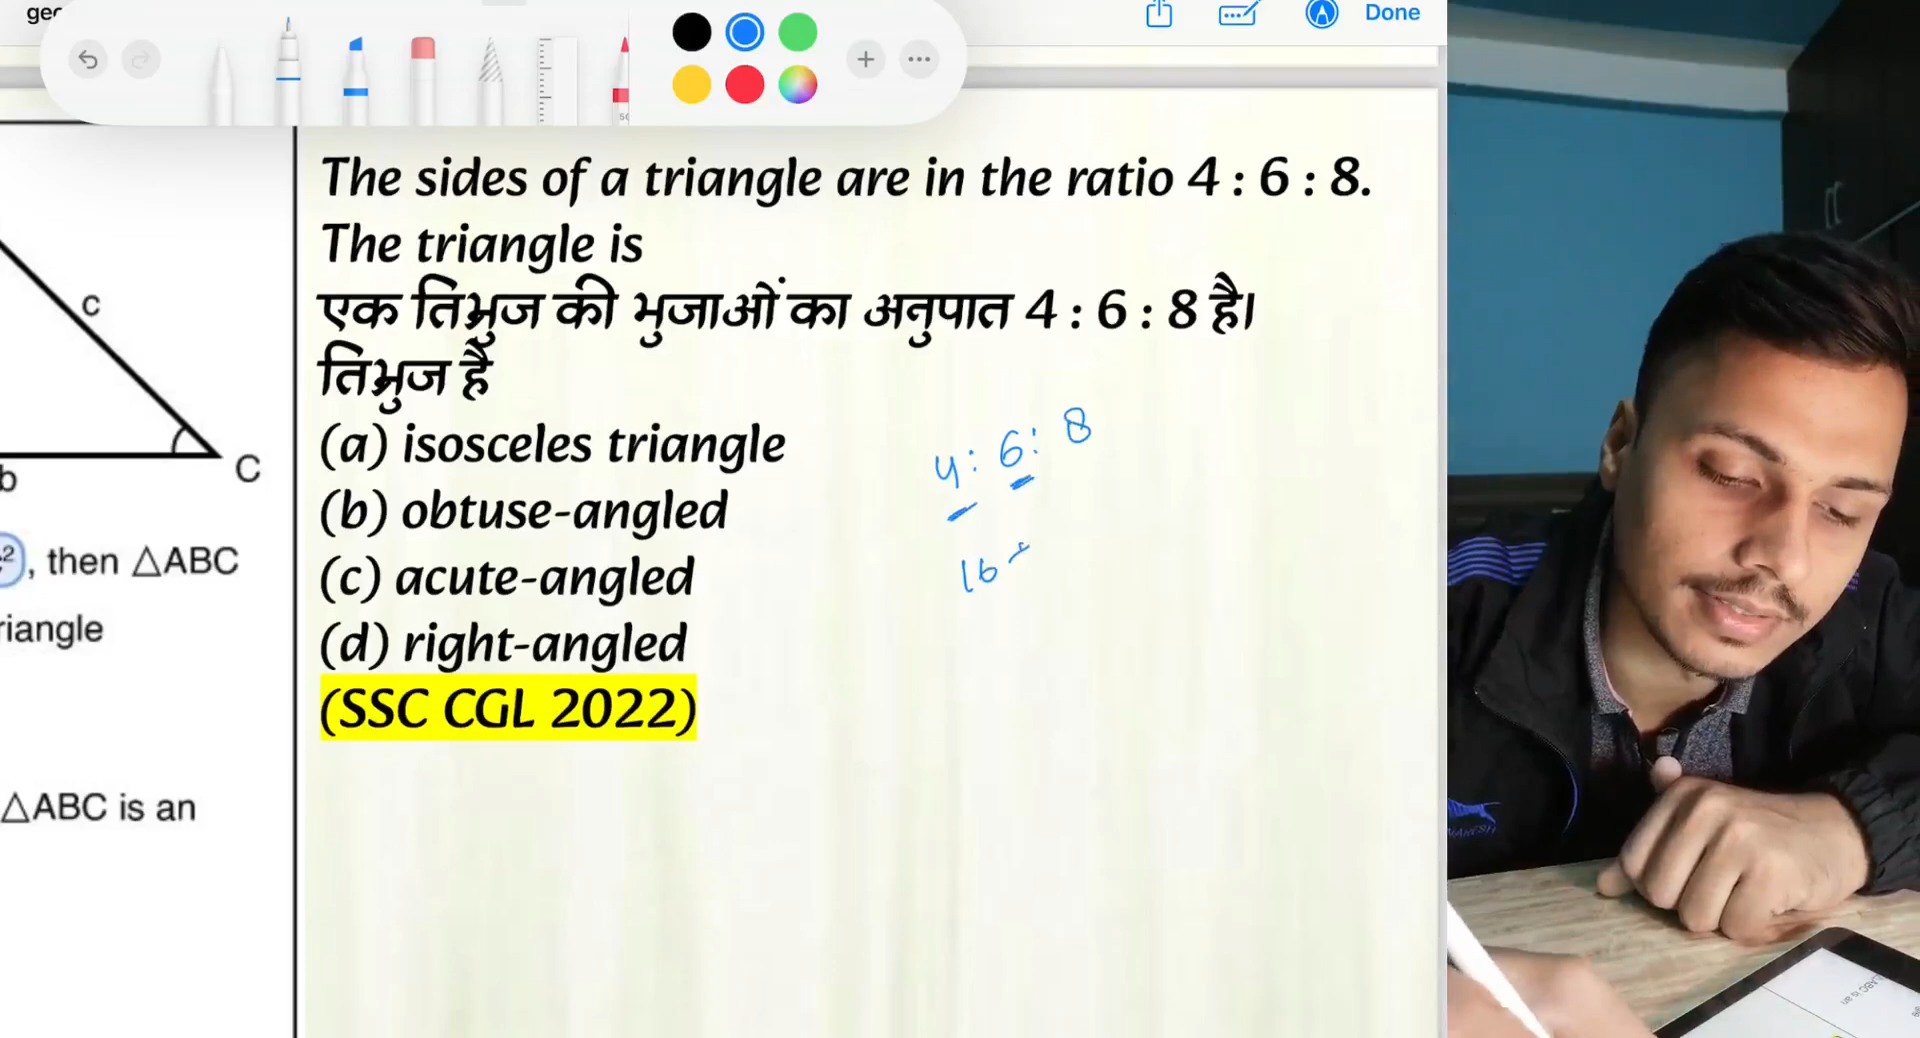 Done
The sides of a triangle are in the ratio 4 : 6 : 8.
The triangle is
एक तिभुज की भुजाओं का अनुपात 4 : 6 : 8 है।
तिभुज है
(a) isosceles triangle
(b) obtuse-angled
(c) acute-angled
(d) right-angled
(SSC CGL 2022)
4 : 6 : 8
16
c
b
C
2, then △ABC
riangle
△ABC is an